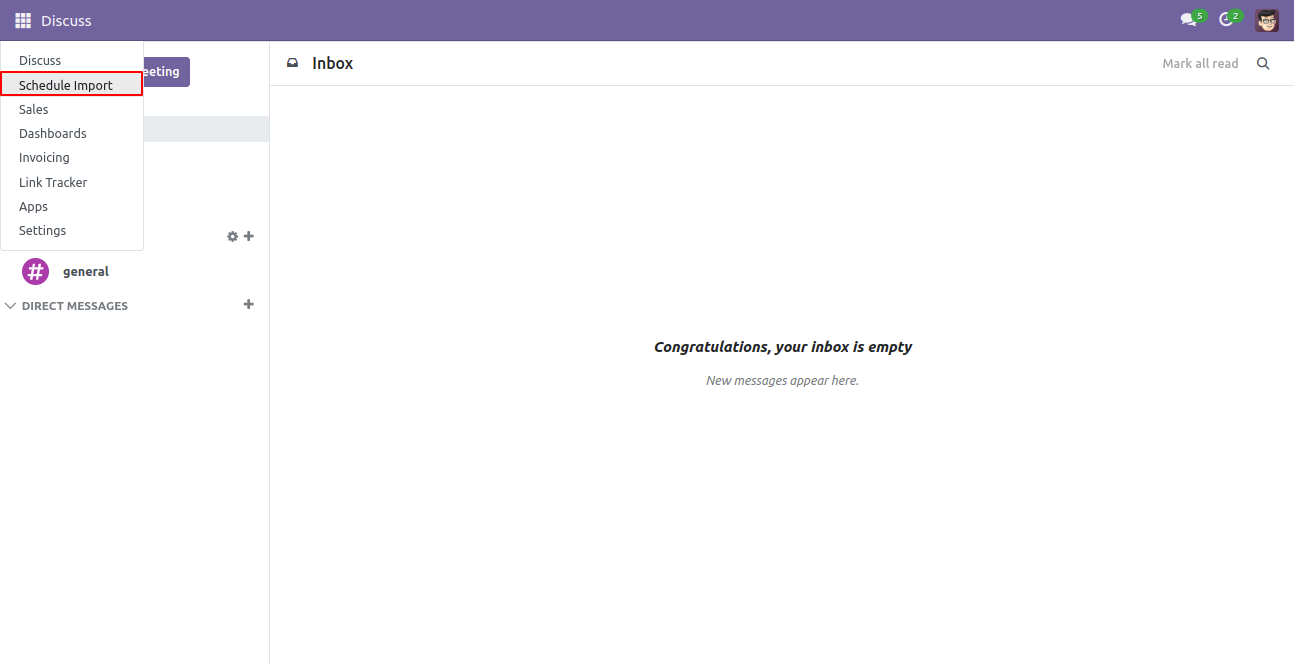 Discuss
5
2
Discuss
Schedule Import
Sales
Dashboards
Invoicing
Link Tracker
Apps
Settings
eeting
general
DIRECT MESSAGES
Inbox
Mark all read
Congratulations, your inbox is empty
New messages appear here.